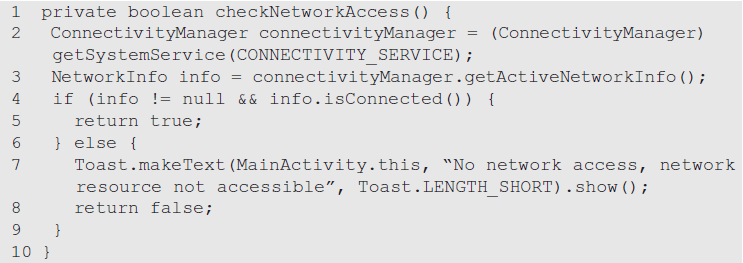 1 private boolean checkNetworkAccess() {
2 ConnectivityManager connectivityManager = (ConnectivityManager)
getSystemService(CONNECTIVITY_SERVICE);
3 NetworkInfo info = connectivityManager.getActiveNetworkInfo();
4 if (info != null && info.isConnected()) {
5 return true;
6 } else {
7 Toast.makeText(MainActivity.this, “No network access, network
resource not accessible”, Toast.LENGTH_SHORT).show();
8 return false;
9 }
10 }